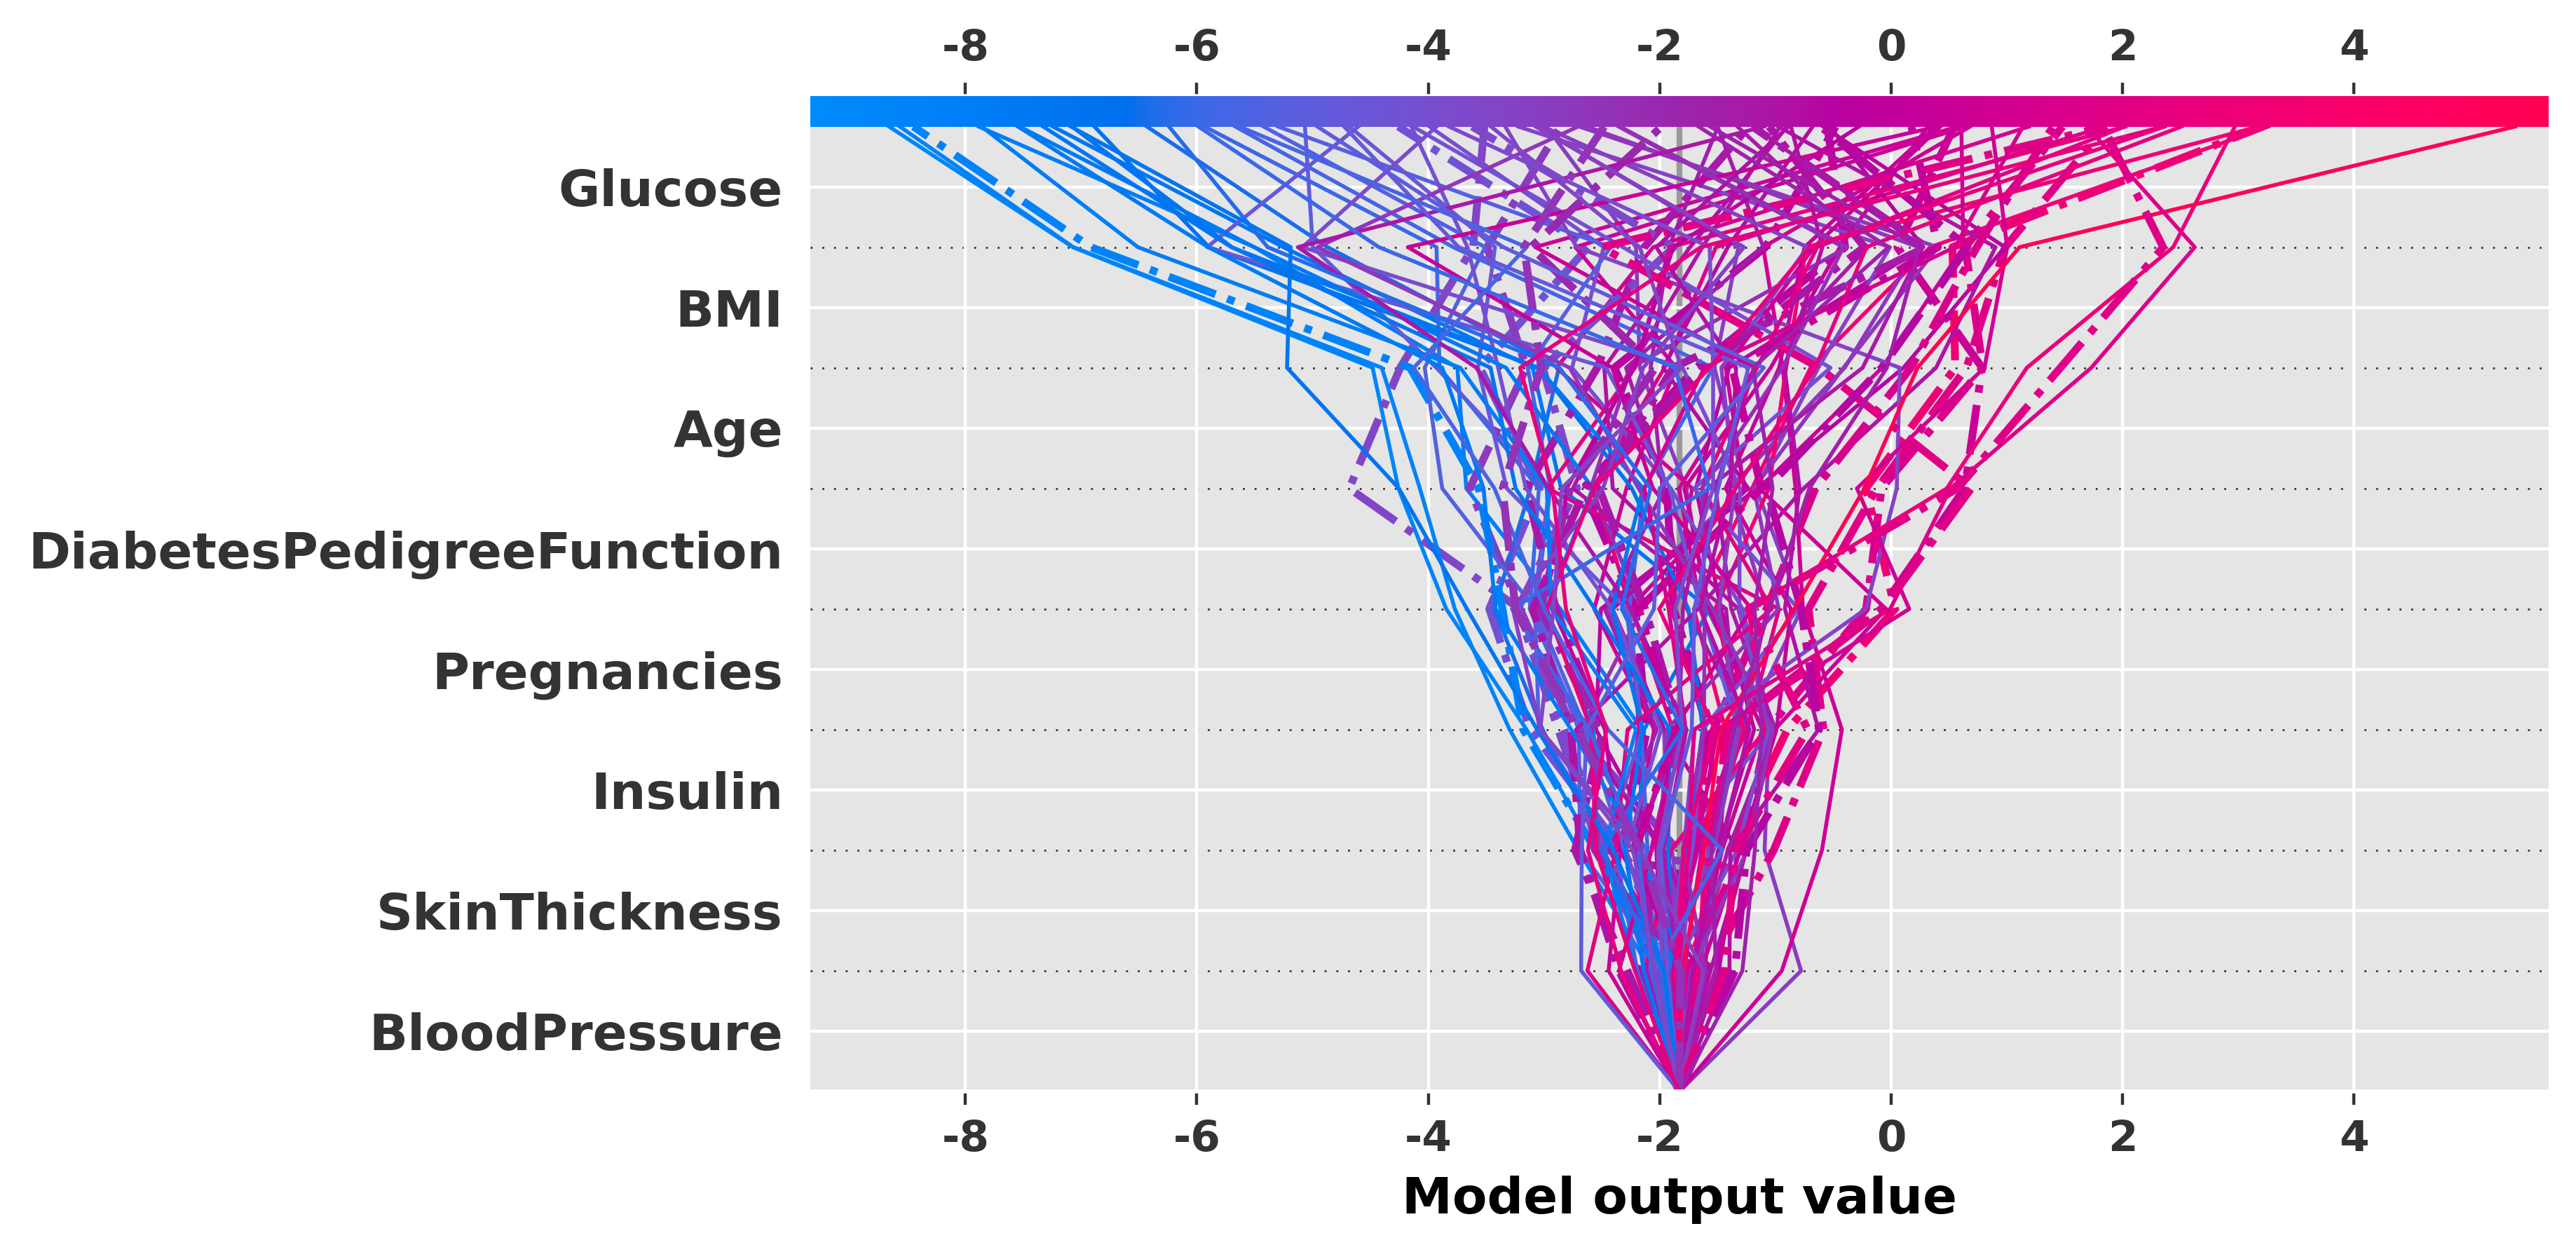 -8 -6 -4 -2 0 2 4
Glucose
BMI
Age
DiabetesPedigreeFunction
Pregnancies
Insulin
SkinThickness
BloodPressure
-8 -6 -4 -2 0 2 4
Model output value